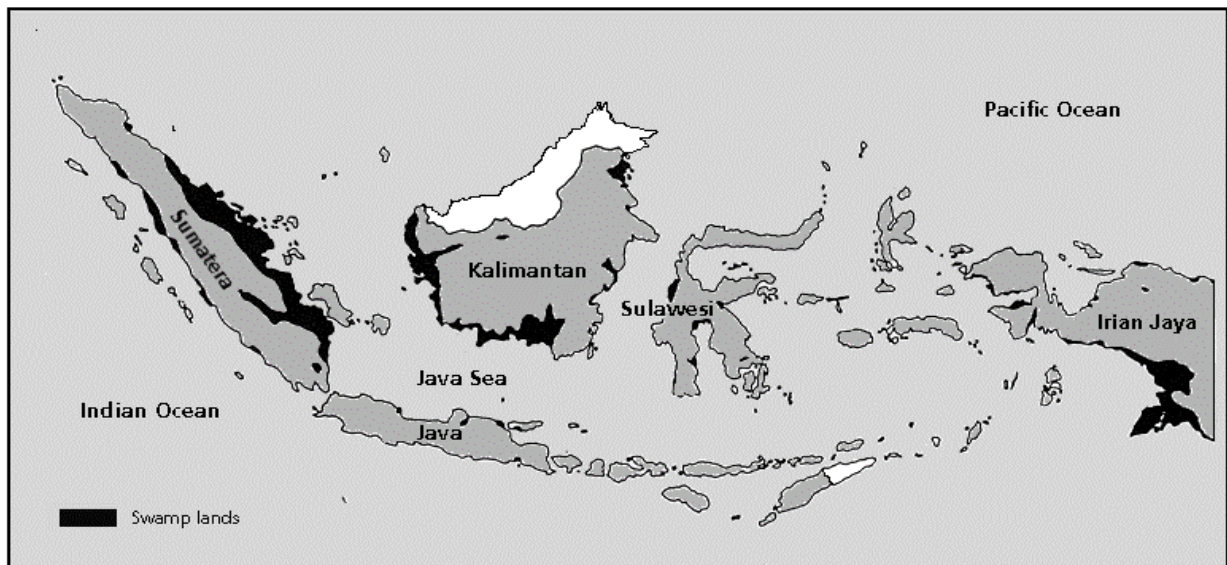 Pacific Ocean
Sumatera
Kalimantan
Sulawesi
Irian Jaya
Java Sea
Indian Ocean
Java
Swamp lands